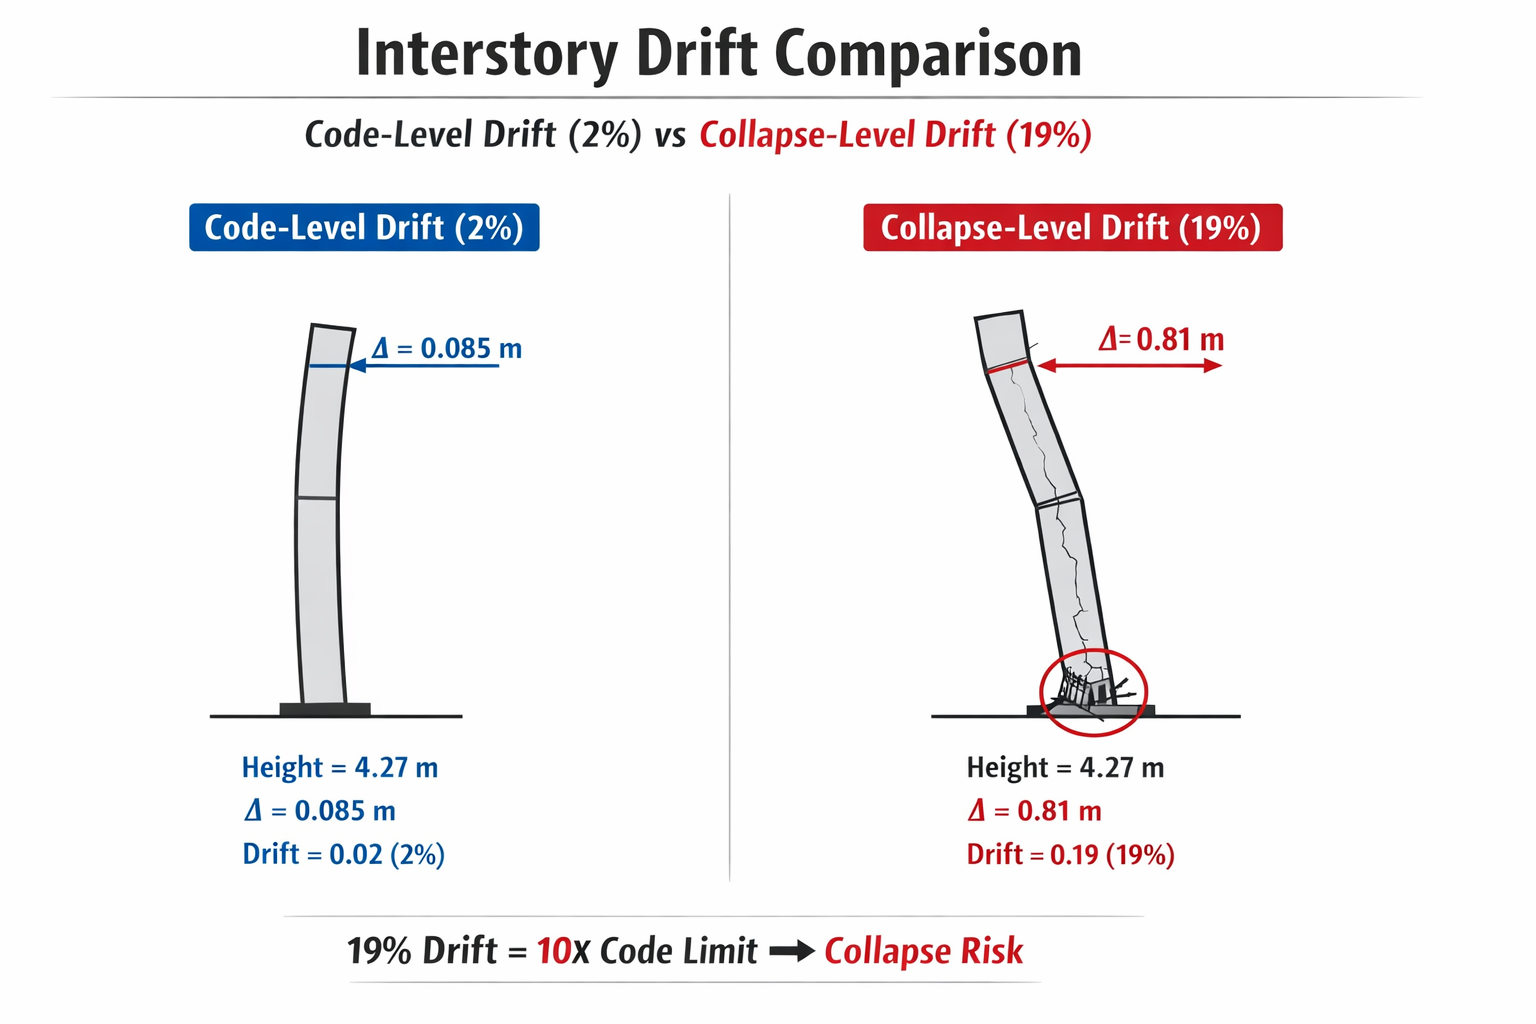 Interstory Drift Comparison
Code-Level Drift (2%) vs Collapse-Level Drift (19%)
Code-Level Drift (2%)
Δ = 0.085 m
Height = 4.27 m
Δ = 0.085 m
Drift = 0.02 (2%)
Collapse-Level Drift (19%)
Δ= 0.81 m
Height = 4.27 m
Δ = 0.81 m
Drift = 0.19 (19%)
19% Drift = 10x Code Limit ➞ Collapse Risk